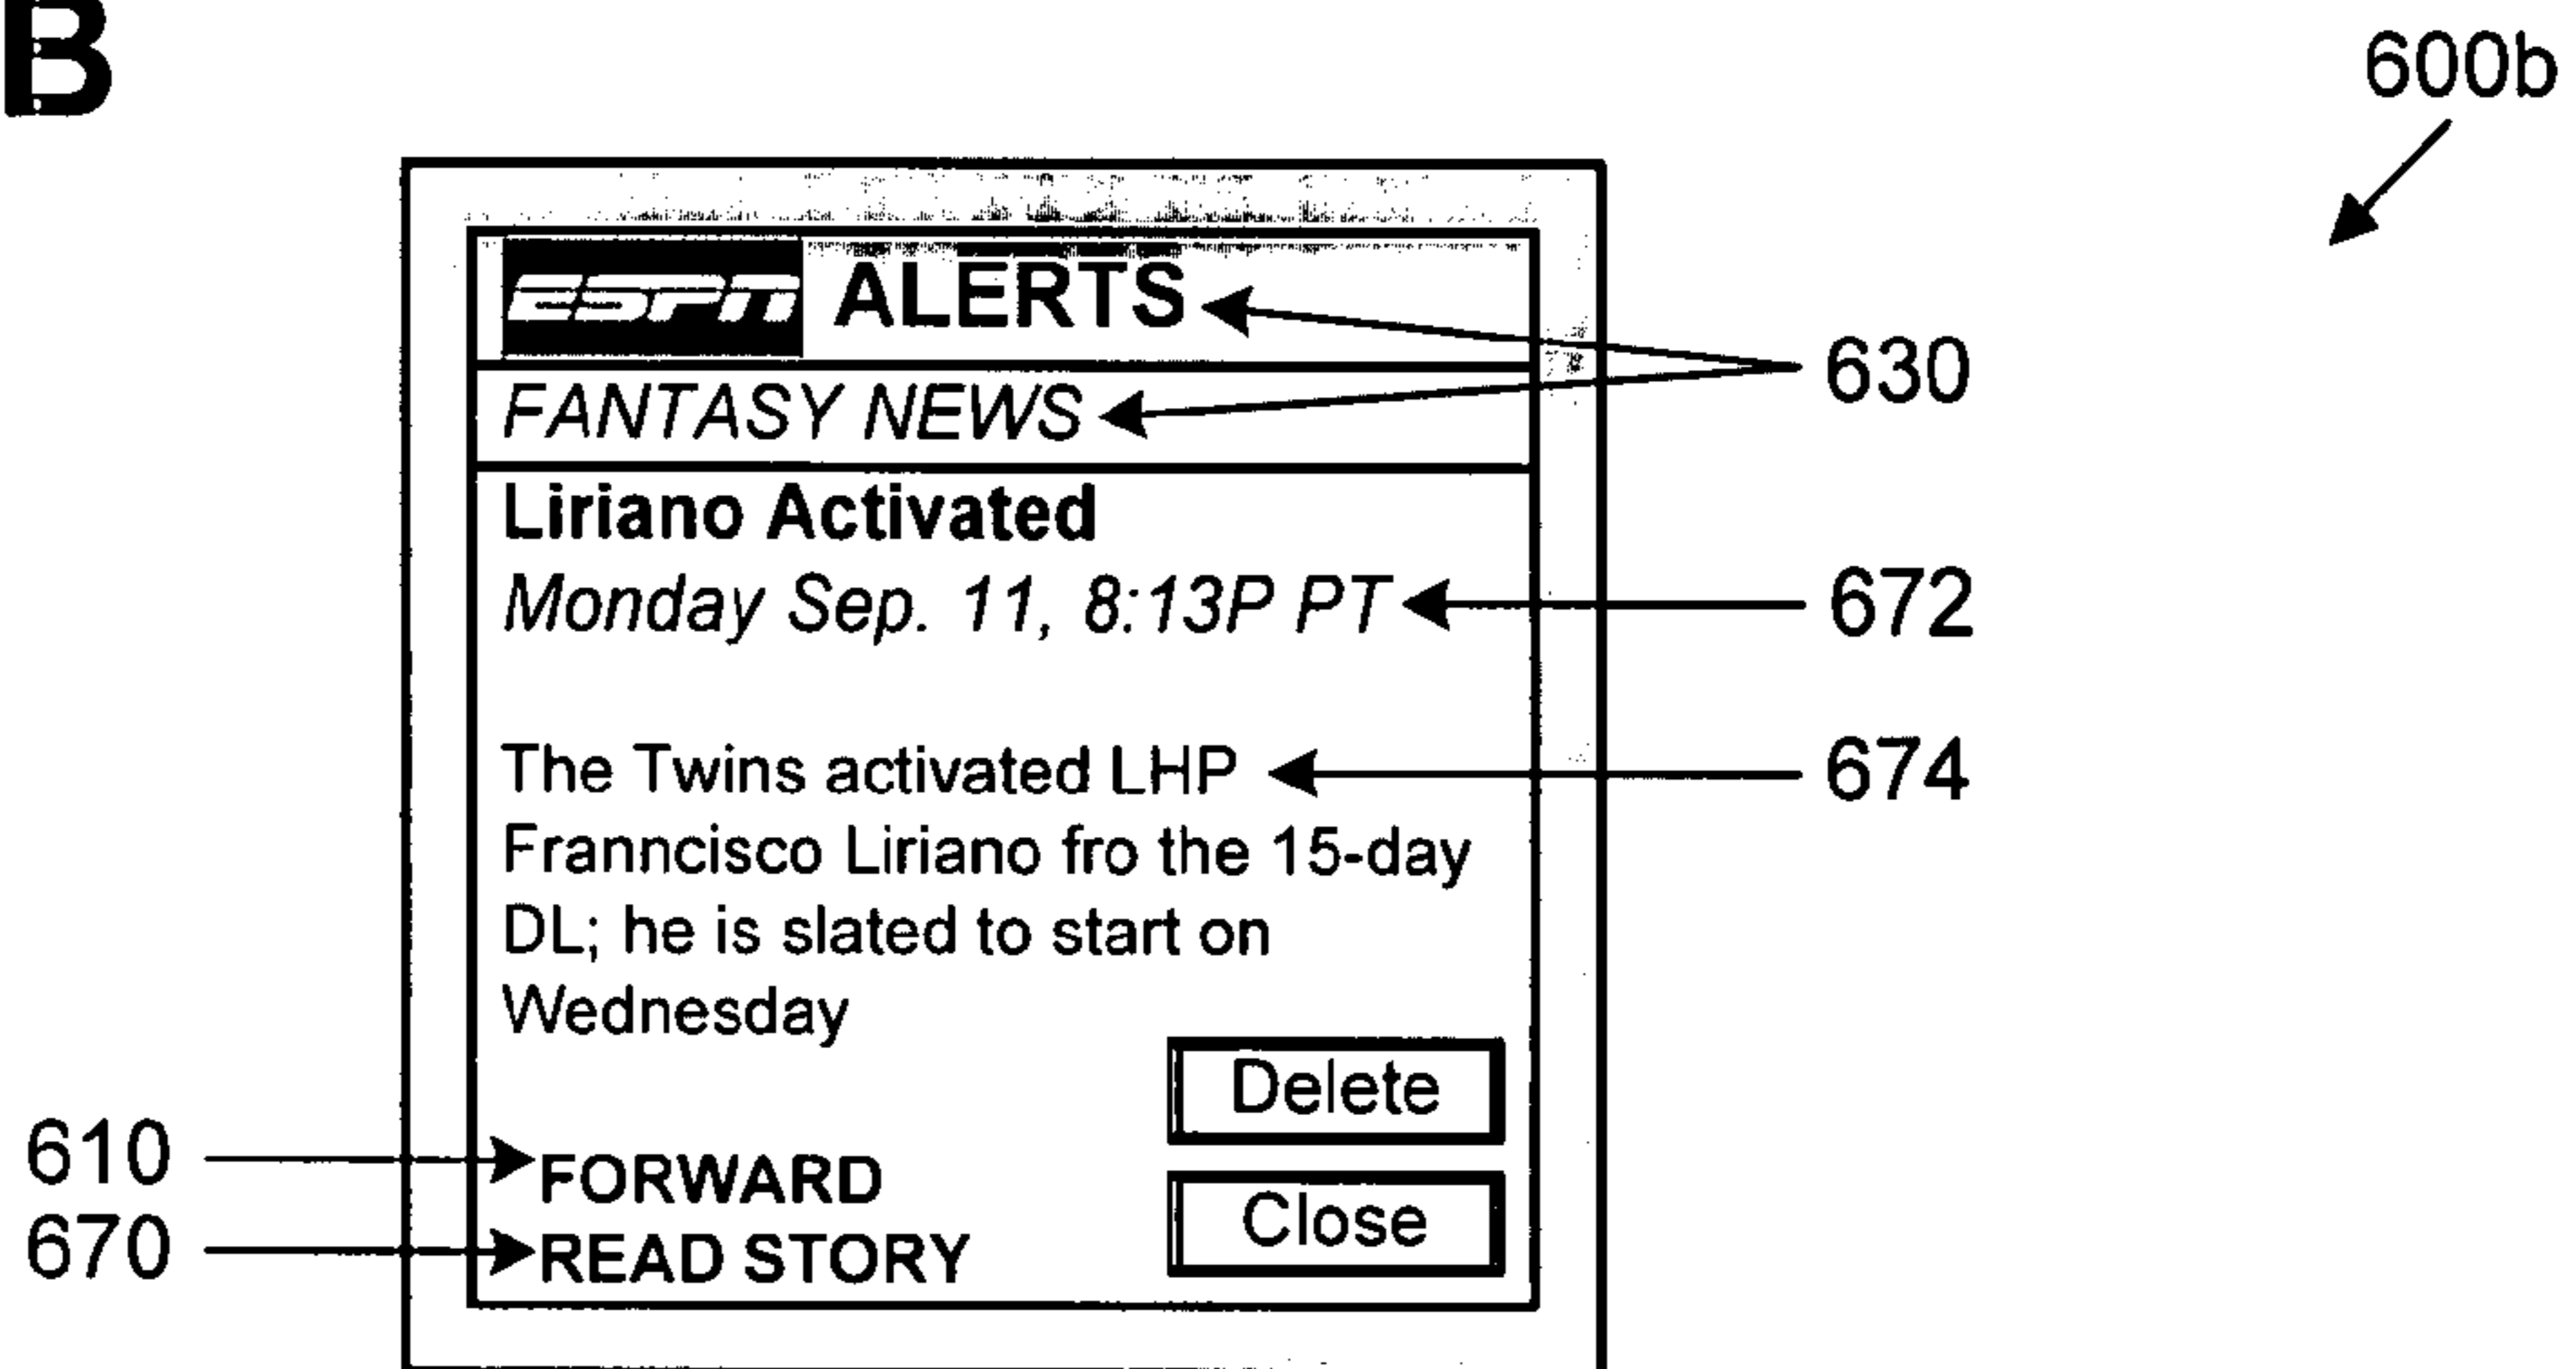 B
600b
ESPN ALERTS
630
FANTASY NEWS
Liriano Activated
Monday Sep. 11, 8:13P PT
672
The Twins activated LHP
674
Franncisco Liriano fro the 15-day
DL; he is slated to start on
Wednesday
Delete
610
FORWARD
Close
670
READ STORY